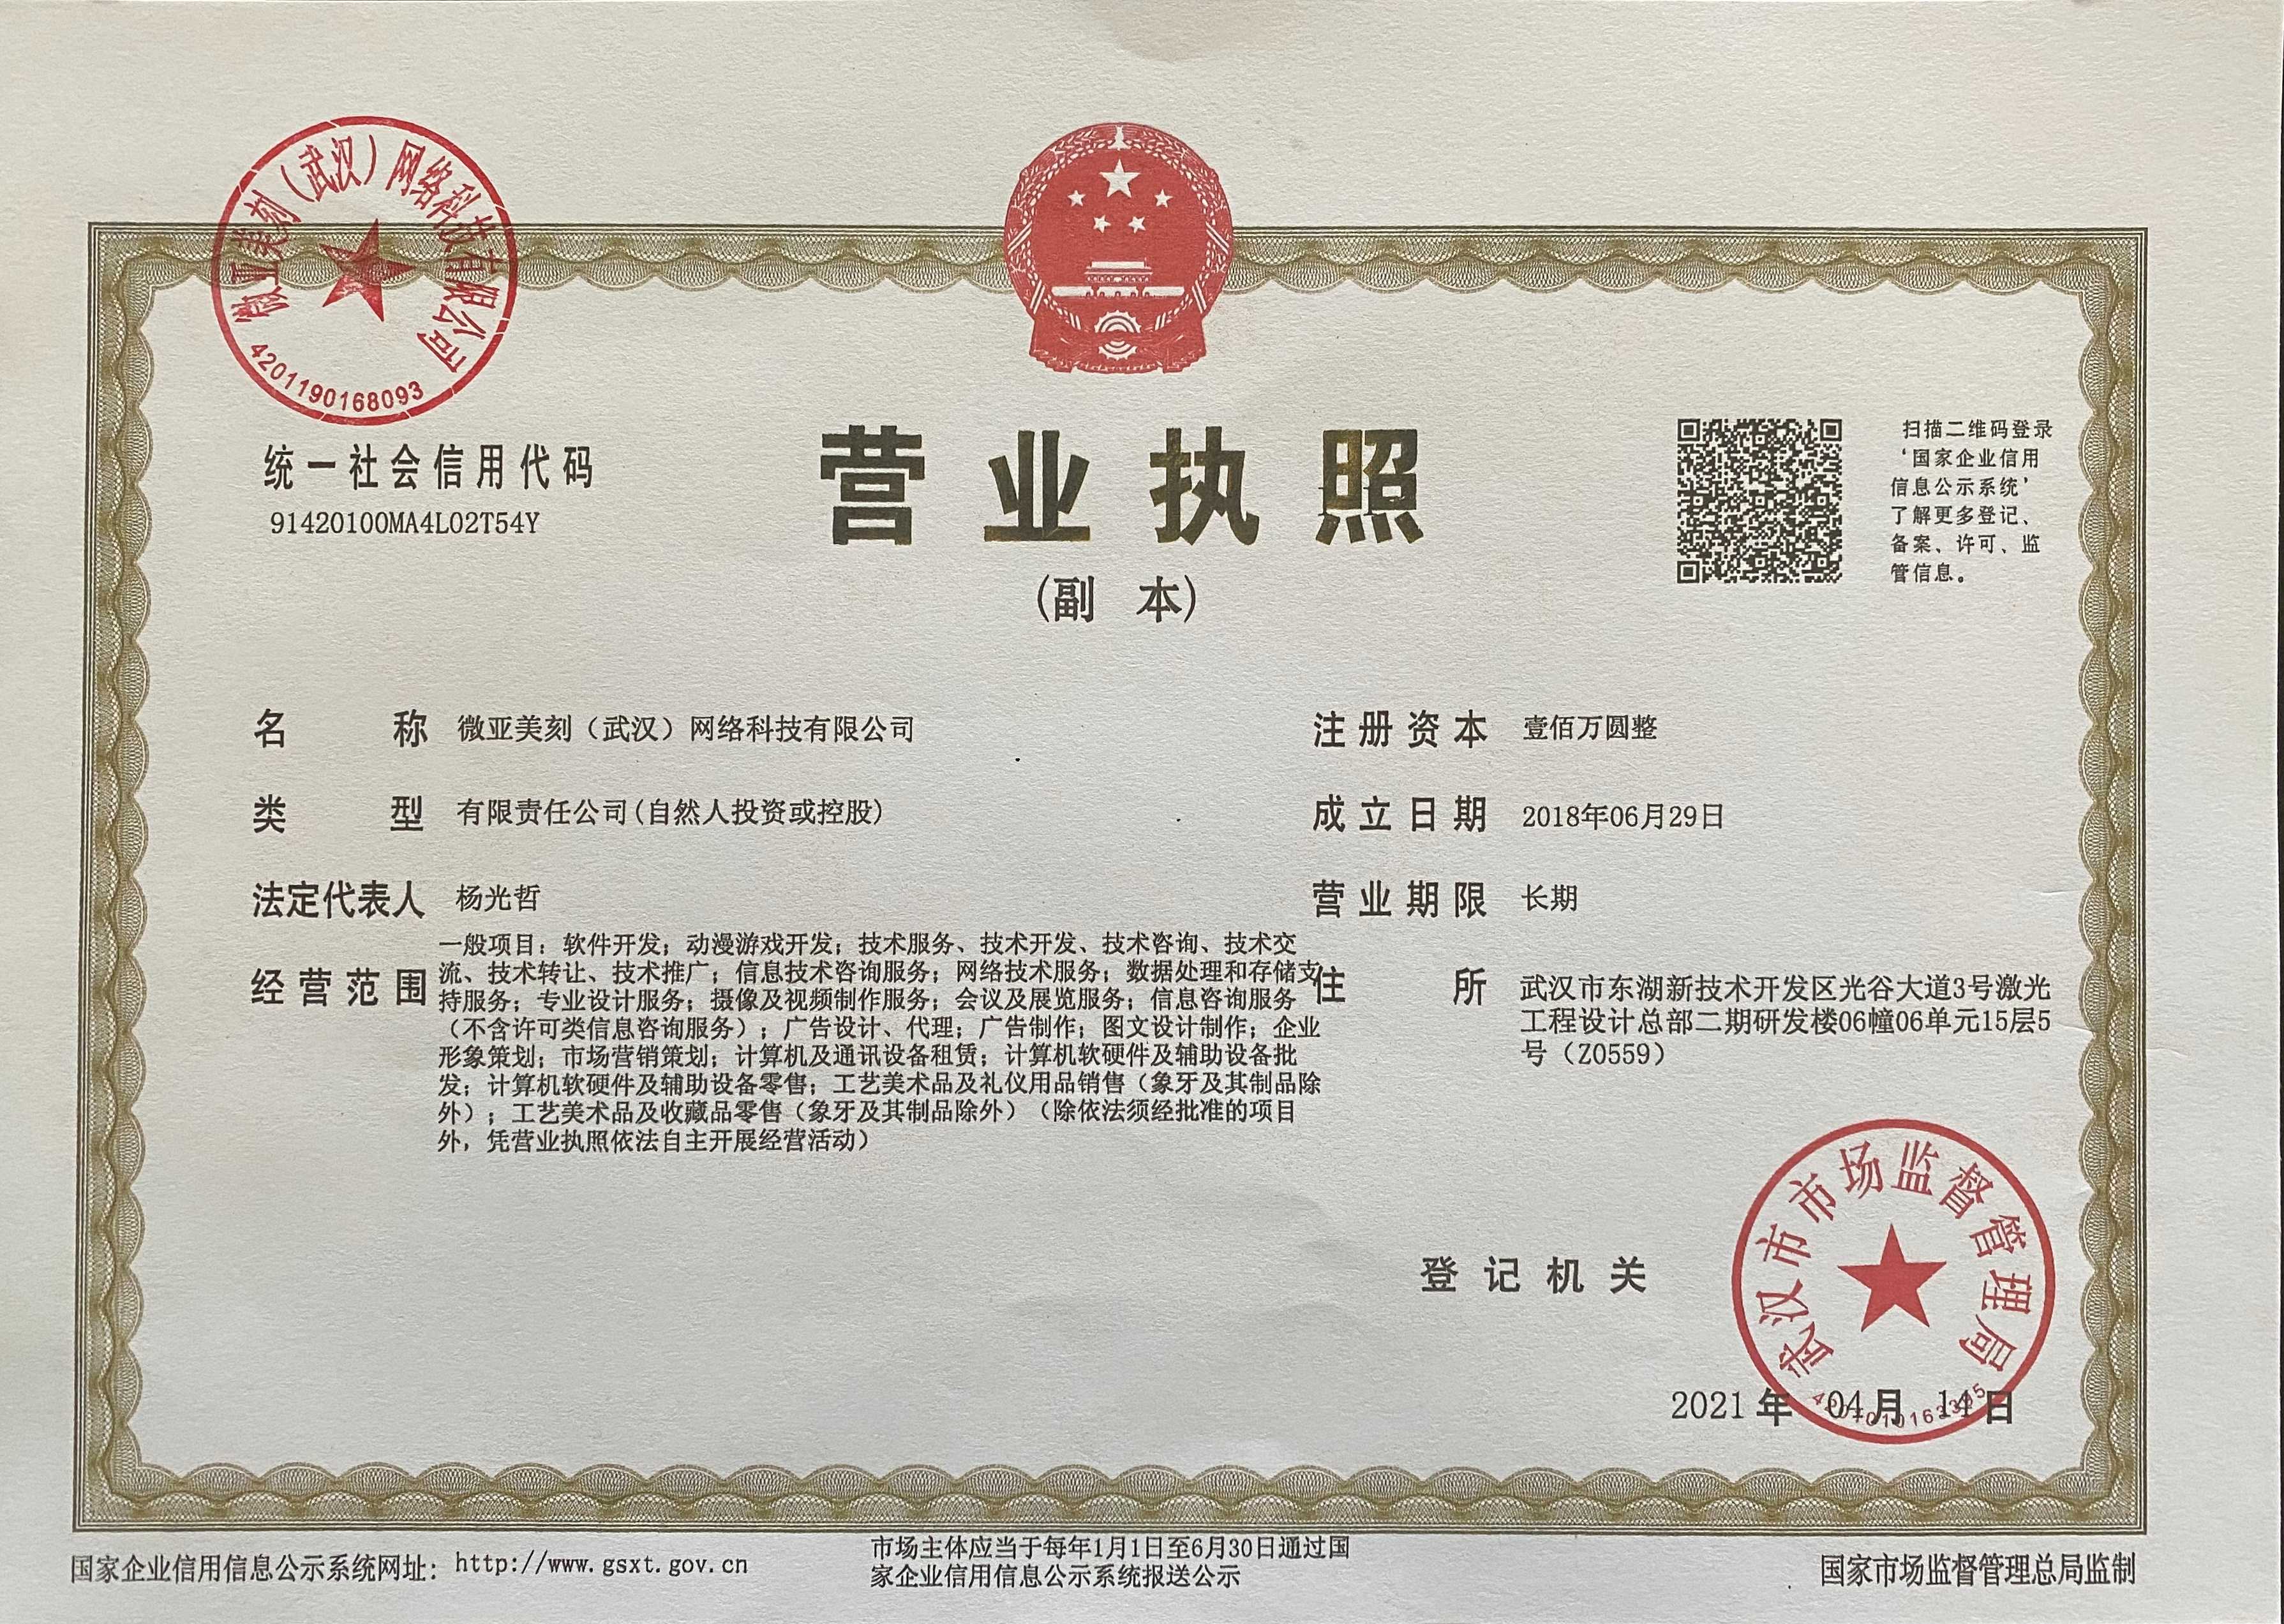 微亚美刻（武汉）网络科技有限公司
4201190168093
统一社会信用代码
91420100MA4L02T54Y
营业执照
(副 本)
扫描二维码登录
‘国家企业信用
信息公示系统’
了解更多登记、
备案、许可、监
管信息。
名 称 微亚美刻（武汉）网络科技有限公司
类 型 有限责任公司(自然人投资或控股)
法定代表人 杨光哲
经营范围
一般项目：软件开发；动漫游戏开发；技术服务、技术开发、技术咨询、技术交
流、技术转让、技术推广；信息技术咨询服务；网络技术服务；数据处理和存储支
持服务；专业设计服务；摄像及视频制作服务；会议及展览服务；信息咨询服务
（不含许可类信息咨询服务）；广告设计、代理；广告制作；图文设计制作；企业
形象策划；市场营销策划；计算机及通讯设备租赁；计算机软硬件及辅助设备批
发；计算机软硬件及辅助设备零售；工艺美术品及礼仪用品销售（象牙及其制品除
外）；工艺美术品及收藏品零售（象牙及其制品除外）（除依法须经批准的项目
外，凭营业执照依法自主开展经营活动）
注册资本 壹佰万圆整
成立日期 2018年06月29日
营业期限 长期
住 所 武汉市东湖新技术开发区光谷大道3号激光
工程设计总部二期研发楼06幢06单元15层5
号（Z0559）
登记机关
武汉市市场监督管理局
2021 年 04 月 14 日
国家企业信用信息公示系统网址：http://www.gsxt.gov.cn
市场主体应当于每年1月1日至6月30日通过国
家企业信用信息公示系统报送公示
国家市场监督管理总局监制